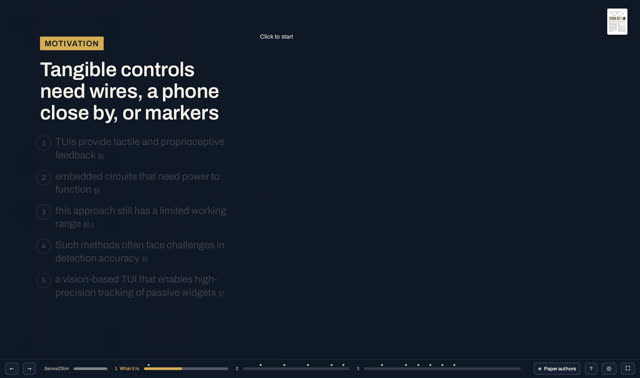 MOTIVATION
Click to start
Tangible controls
need wires, a phone
close by, or markers
1 TUIs provide tactile and proprioceptive
feedback
2 embedded circuits that need power to
function
3 this approach still has a limited working
range
4 Such methods often face challenges in
detection accuracy
5 a vision-based TUI that enables high-
precision tracking of passive widgets
← → Sense2Slint 1 What it is 2 3 Paper authors ?